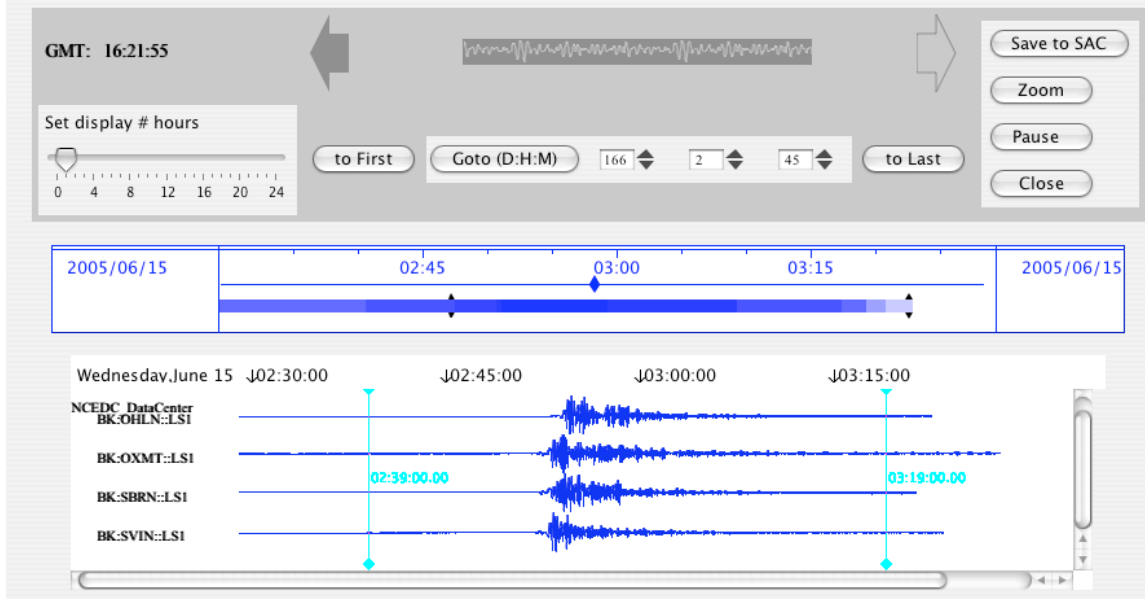 GMT: 16:21:55
Save to SAC
Zoom
Set display # hours
Pause
to First Goto (D:H:M) 166 2 45 to Last
0 4 8 12 16 20 24
Close
2005/06/15 02:45 03:00 03:15 2005/06/15
Wednesday,June 15 ↓02:30:00 ↓02:45:00 ↓03:00:00 ↓03:15:00
NCEDC_DataCenter
BK:OHLN::LS1
BK:OXMT::LS1
02:39:00.00 03:19:00.00
BK:SBRN::LS1
BK:SVIN::LS1